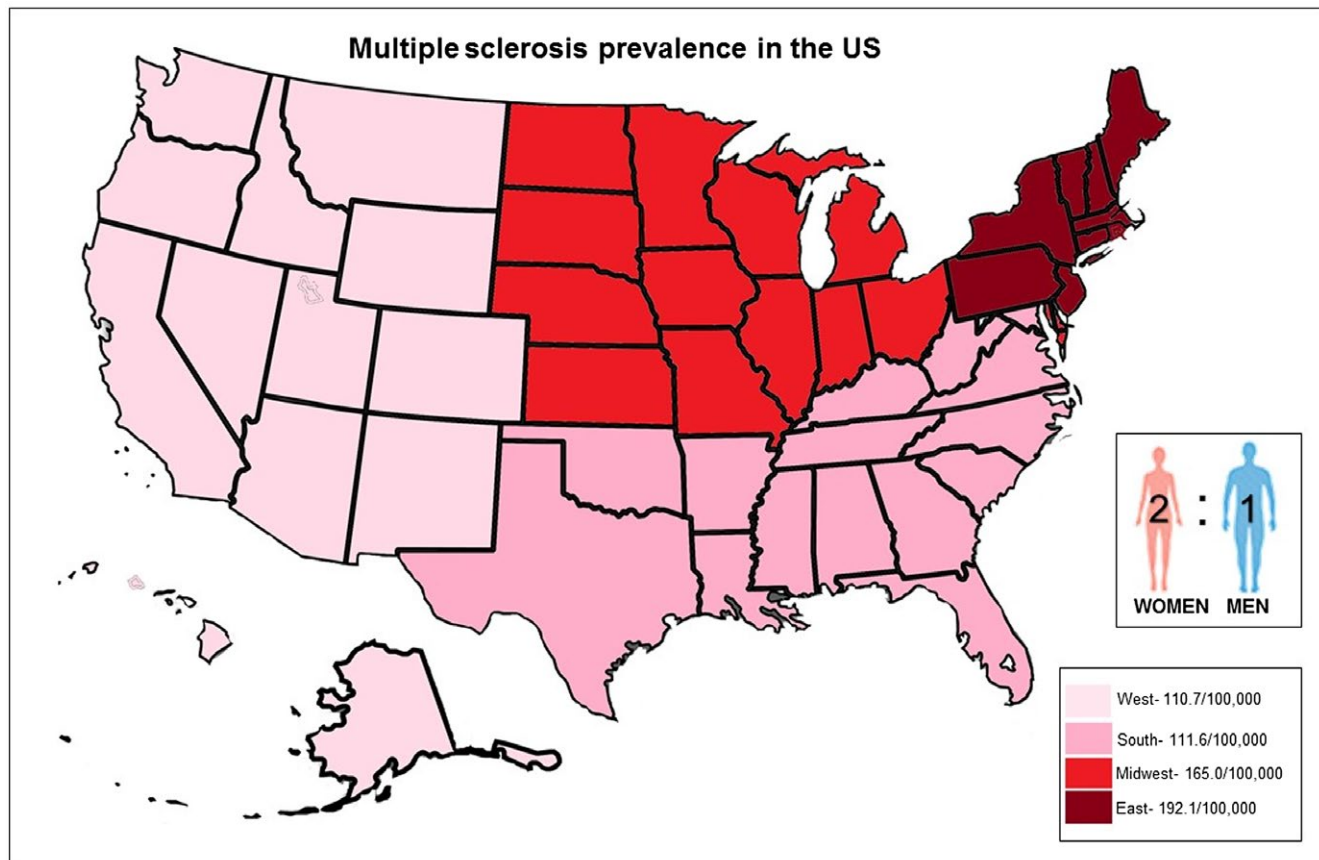 Multiple sclerosis prevalence in the US
2 : 1
WOMEN MEN
West- 110.7/100,000
South- 111.6/100,000
Midwest- 165.0/100,000
East- 192.1/100,000